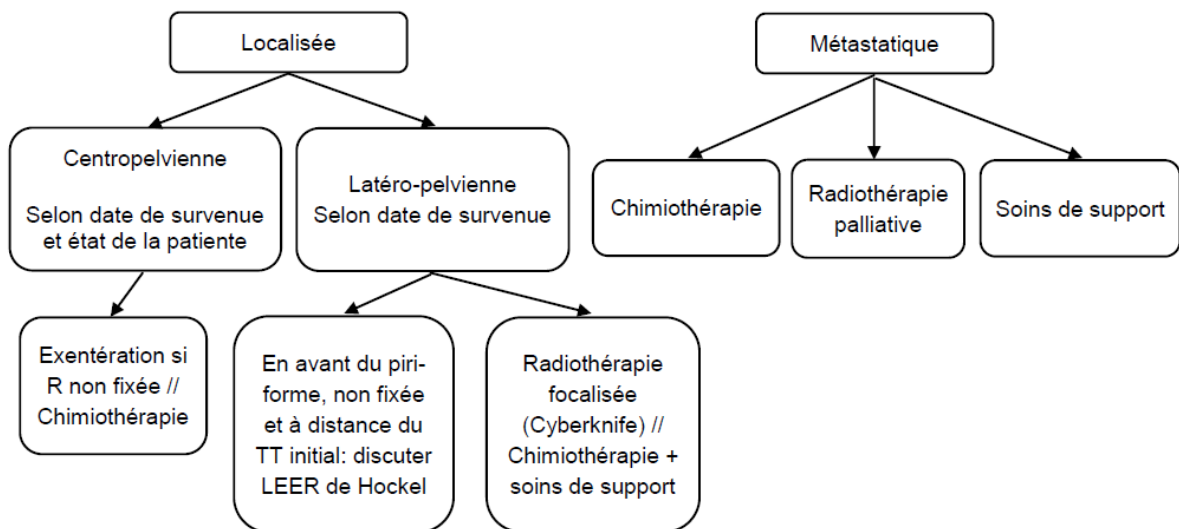 Localisée
Métastatique
Centropelvienne
Selon date de survenue
et état de la patiente
Latéro-pelvienne
Selon date de survenue
Chimiothérapie
Radiothérapie
palliative
Soins de support
Exentération si
R non fixée //
Chimiothérapie
En avant du piri-
forme, non fixée
et à distance du
TT initial: discuter
LEER de Hockel
Radiothérapie
focalisée
(Cyberknife) //
Chimiothérapie +
soins de support